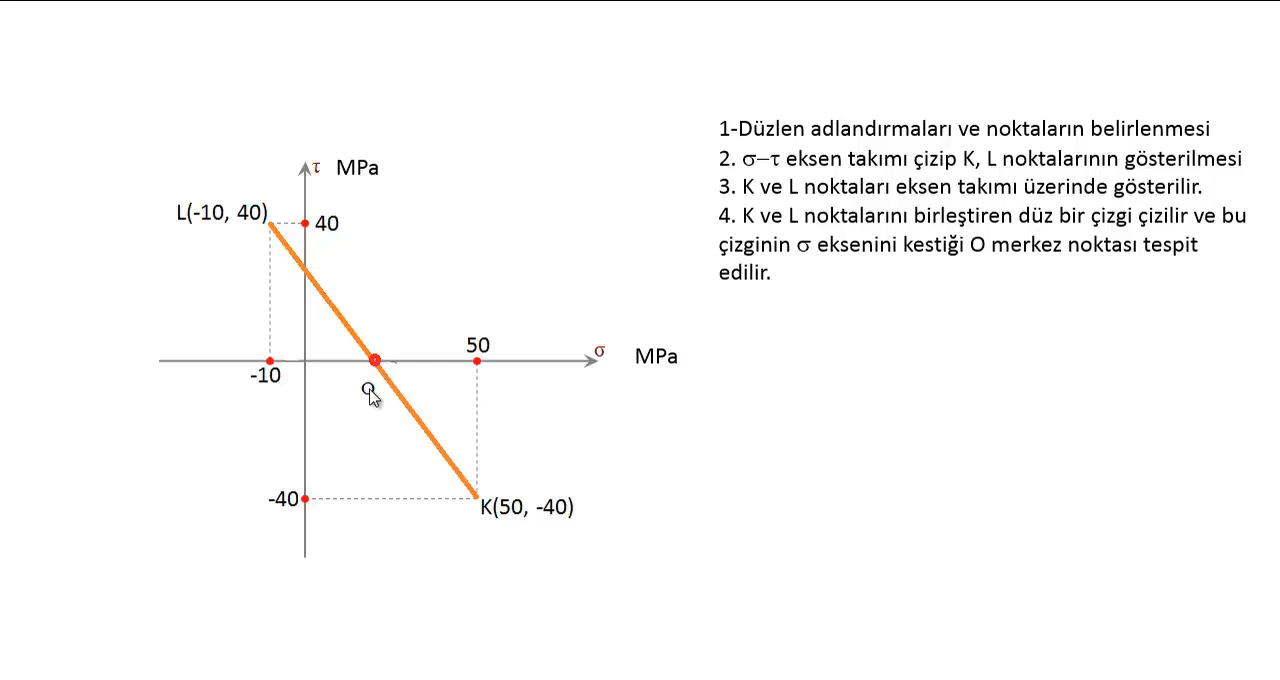 1-Düzlen adlandırmaları ve noktaların belirlenmesi
2. σ–τ eksen takımı çizip K, L noktalarının gösterilmesi
3. K ve L noktaları eksen takımı üzerinde gösterilir.
4. K ve L noktalarını birleştiren düz bir çizgi çizilir ve bu
çizginin σ eksenini kestiği O merkez noktası tespit
edilir.
τ MPa
L(-10, 40)
40
50
σ MPa
-10
O
-40
K(50, -40)